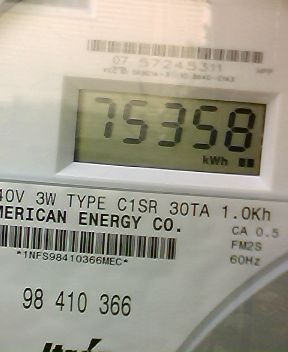 07 57245311
75358
kWh
40V 3W TYPE C1SR 30TA 1.0Kh
MERICAN ENERGY CO.
CA 0.5
FM2S
*1NFS98410366MEC*
60Hz
98 410 366
Itrón